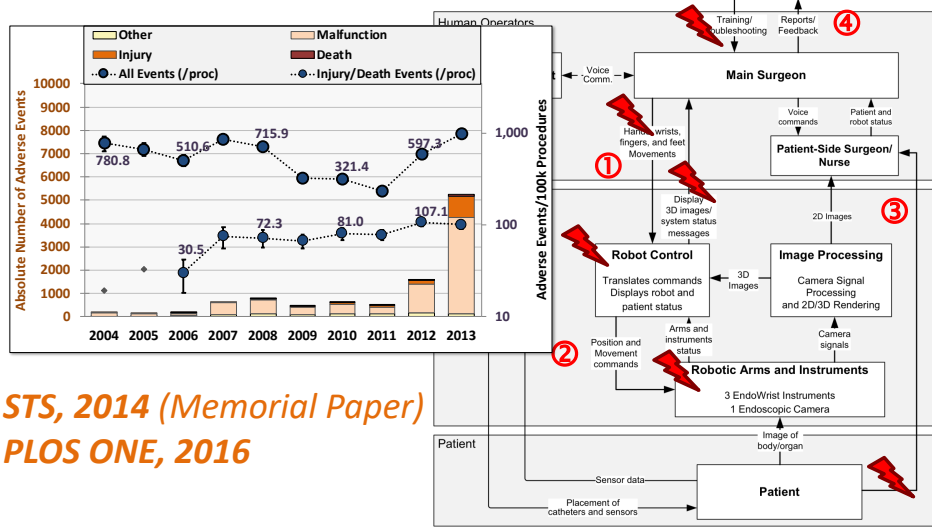 Human Operators
Training/
Troubleshooting
Reports/
Feedback
④
Main Surgeon
Voice
Comm.
Voice
commands
Patient and
robot status
Hand, wrists,
fingers, and feet
Movements
①
Patient-Side Surgeon/
Nurse
Display
3D images/
system status
messages
③
2D Images
Robot Control
Translates commands
Displays robot and
patient status
3D
Images
Image Processing
Camera Signal
Processing
and 2D/3D Rendering
②
Position and
Movement
commands
Arms and
instruments
status
Camera
signals
Robotic Arms and Instruments
3 EndoWrist Instruments
1 Endoscopic Camera
Patient
Image of
body/organ
Sensor data
Placement of
catheters and sensors
Patient
Other
Malfunction
Injury
Death
All Events (/proc)
Injury/Death Events (/proc)
Absolute Number of Adverse Events
10000
9000
8000
7000
6000
5000
4000
3000
2000
1000
0
780.8
510.6
715.9
321.4
597.3
30.5
72.3
81.0
107.1
1,000
100
10
Adverse Events/100k Procedures
2004 2005 2006 2007 2008 2009 2010 2011 2012 2013
STS, 2014 (Memorial Paper)
PLOS ONE, 2016